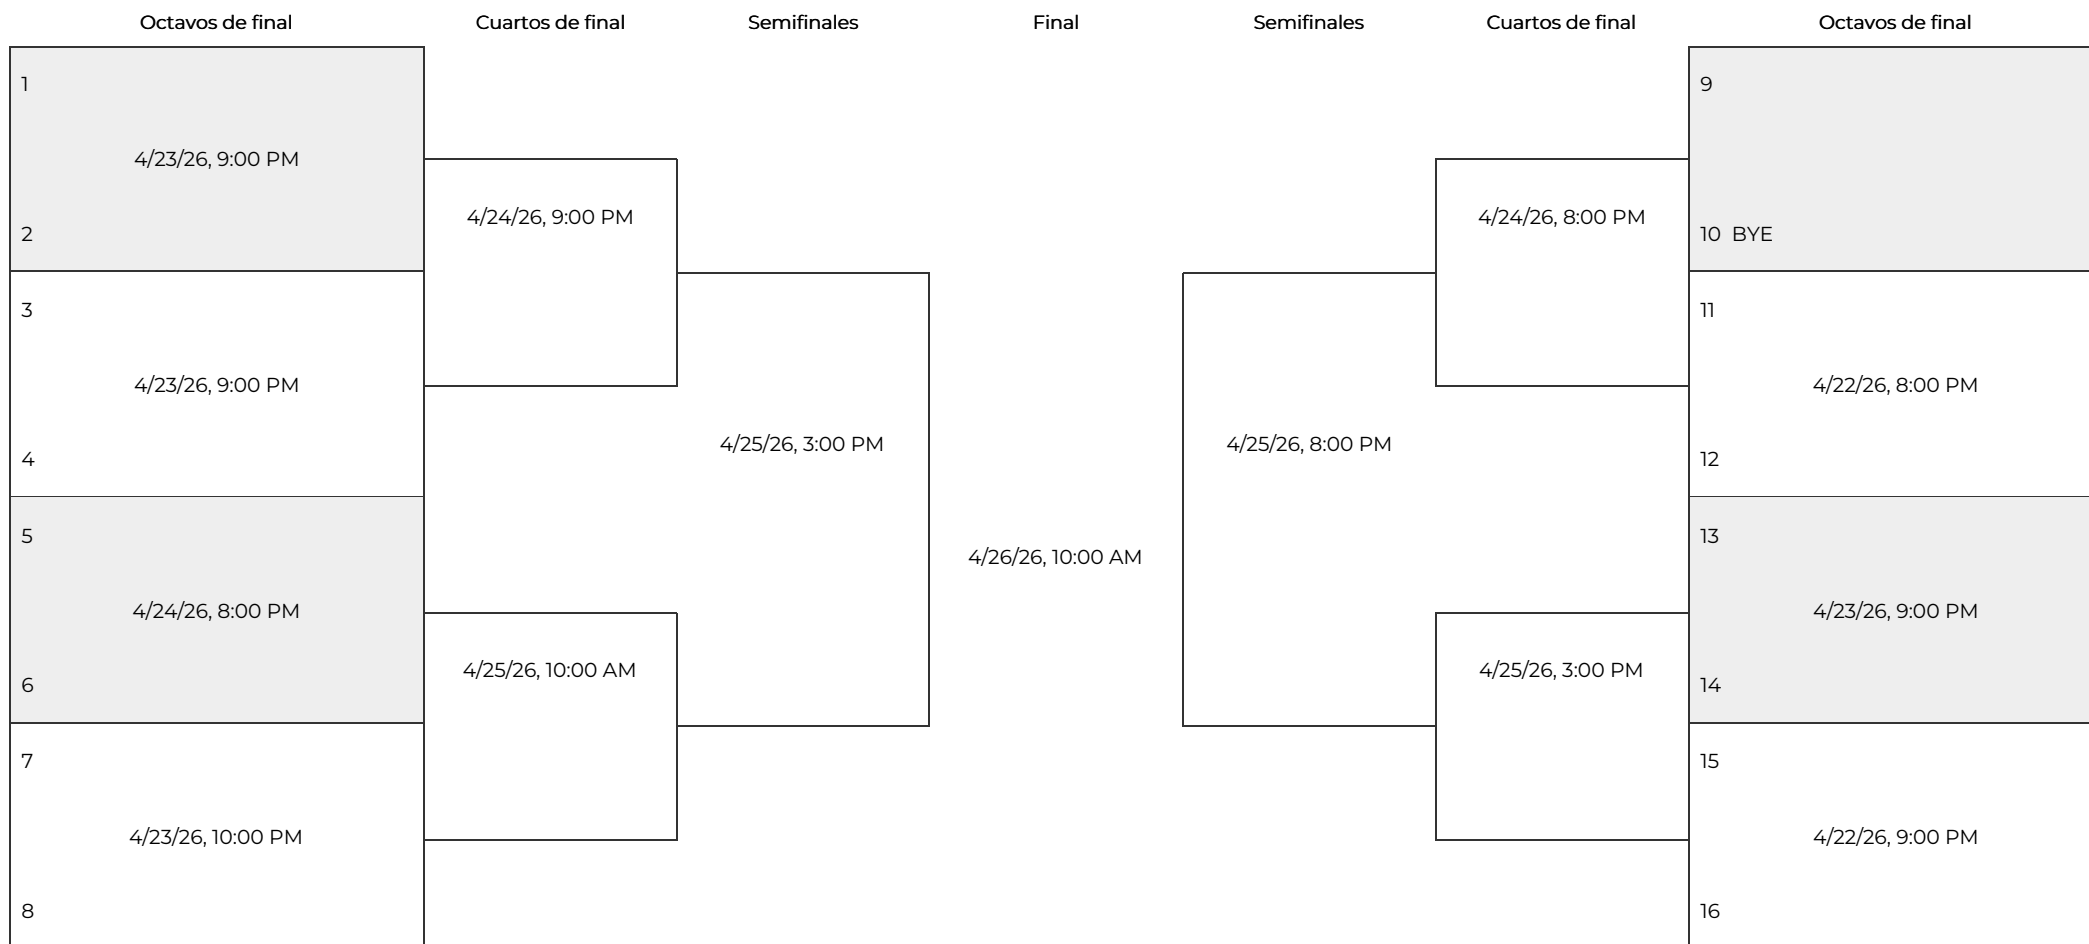 Octavos de final
Cuartos de final
Semifinales
Final
Semifinales
Cuartos de final
Octavos de final
1
4/23/26, 9:00 PM
2
3
4/23/26, 9:00 PM
4
5
4/24/26, 8:00 PM
6
7
4/23/26, 10:00 PM
8
4/24/26, 9:00 PM
4/25/26, 10:00 AM
4/25/26, 3:00 PM
4/26/26, 10:00 AM
4/25/26, 8:00 PM
4/24/26, 8:00 PM
4/25/26, 3:00 PM
9
10 BYE
11
4/22/26, 8:00 PM
12
13
4/23/26, 9:00 PM
14
15
4/22/26, 9:00 PM
16